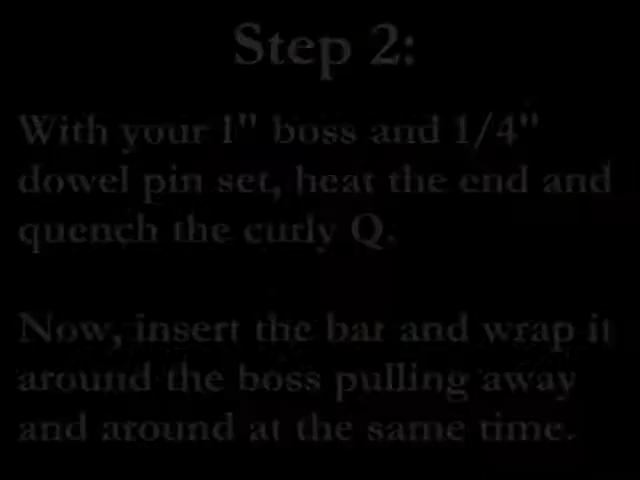 Step 2:
With your 1" boss and 1/4"
dowel pin set, heat the end and
quench the curly Q.
Now, insert the bar and wrap it
around the boss pulling away
and around at the same time.